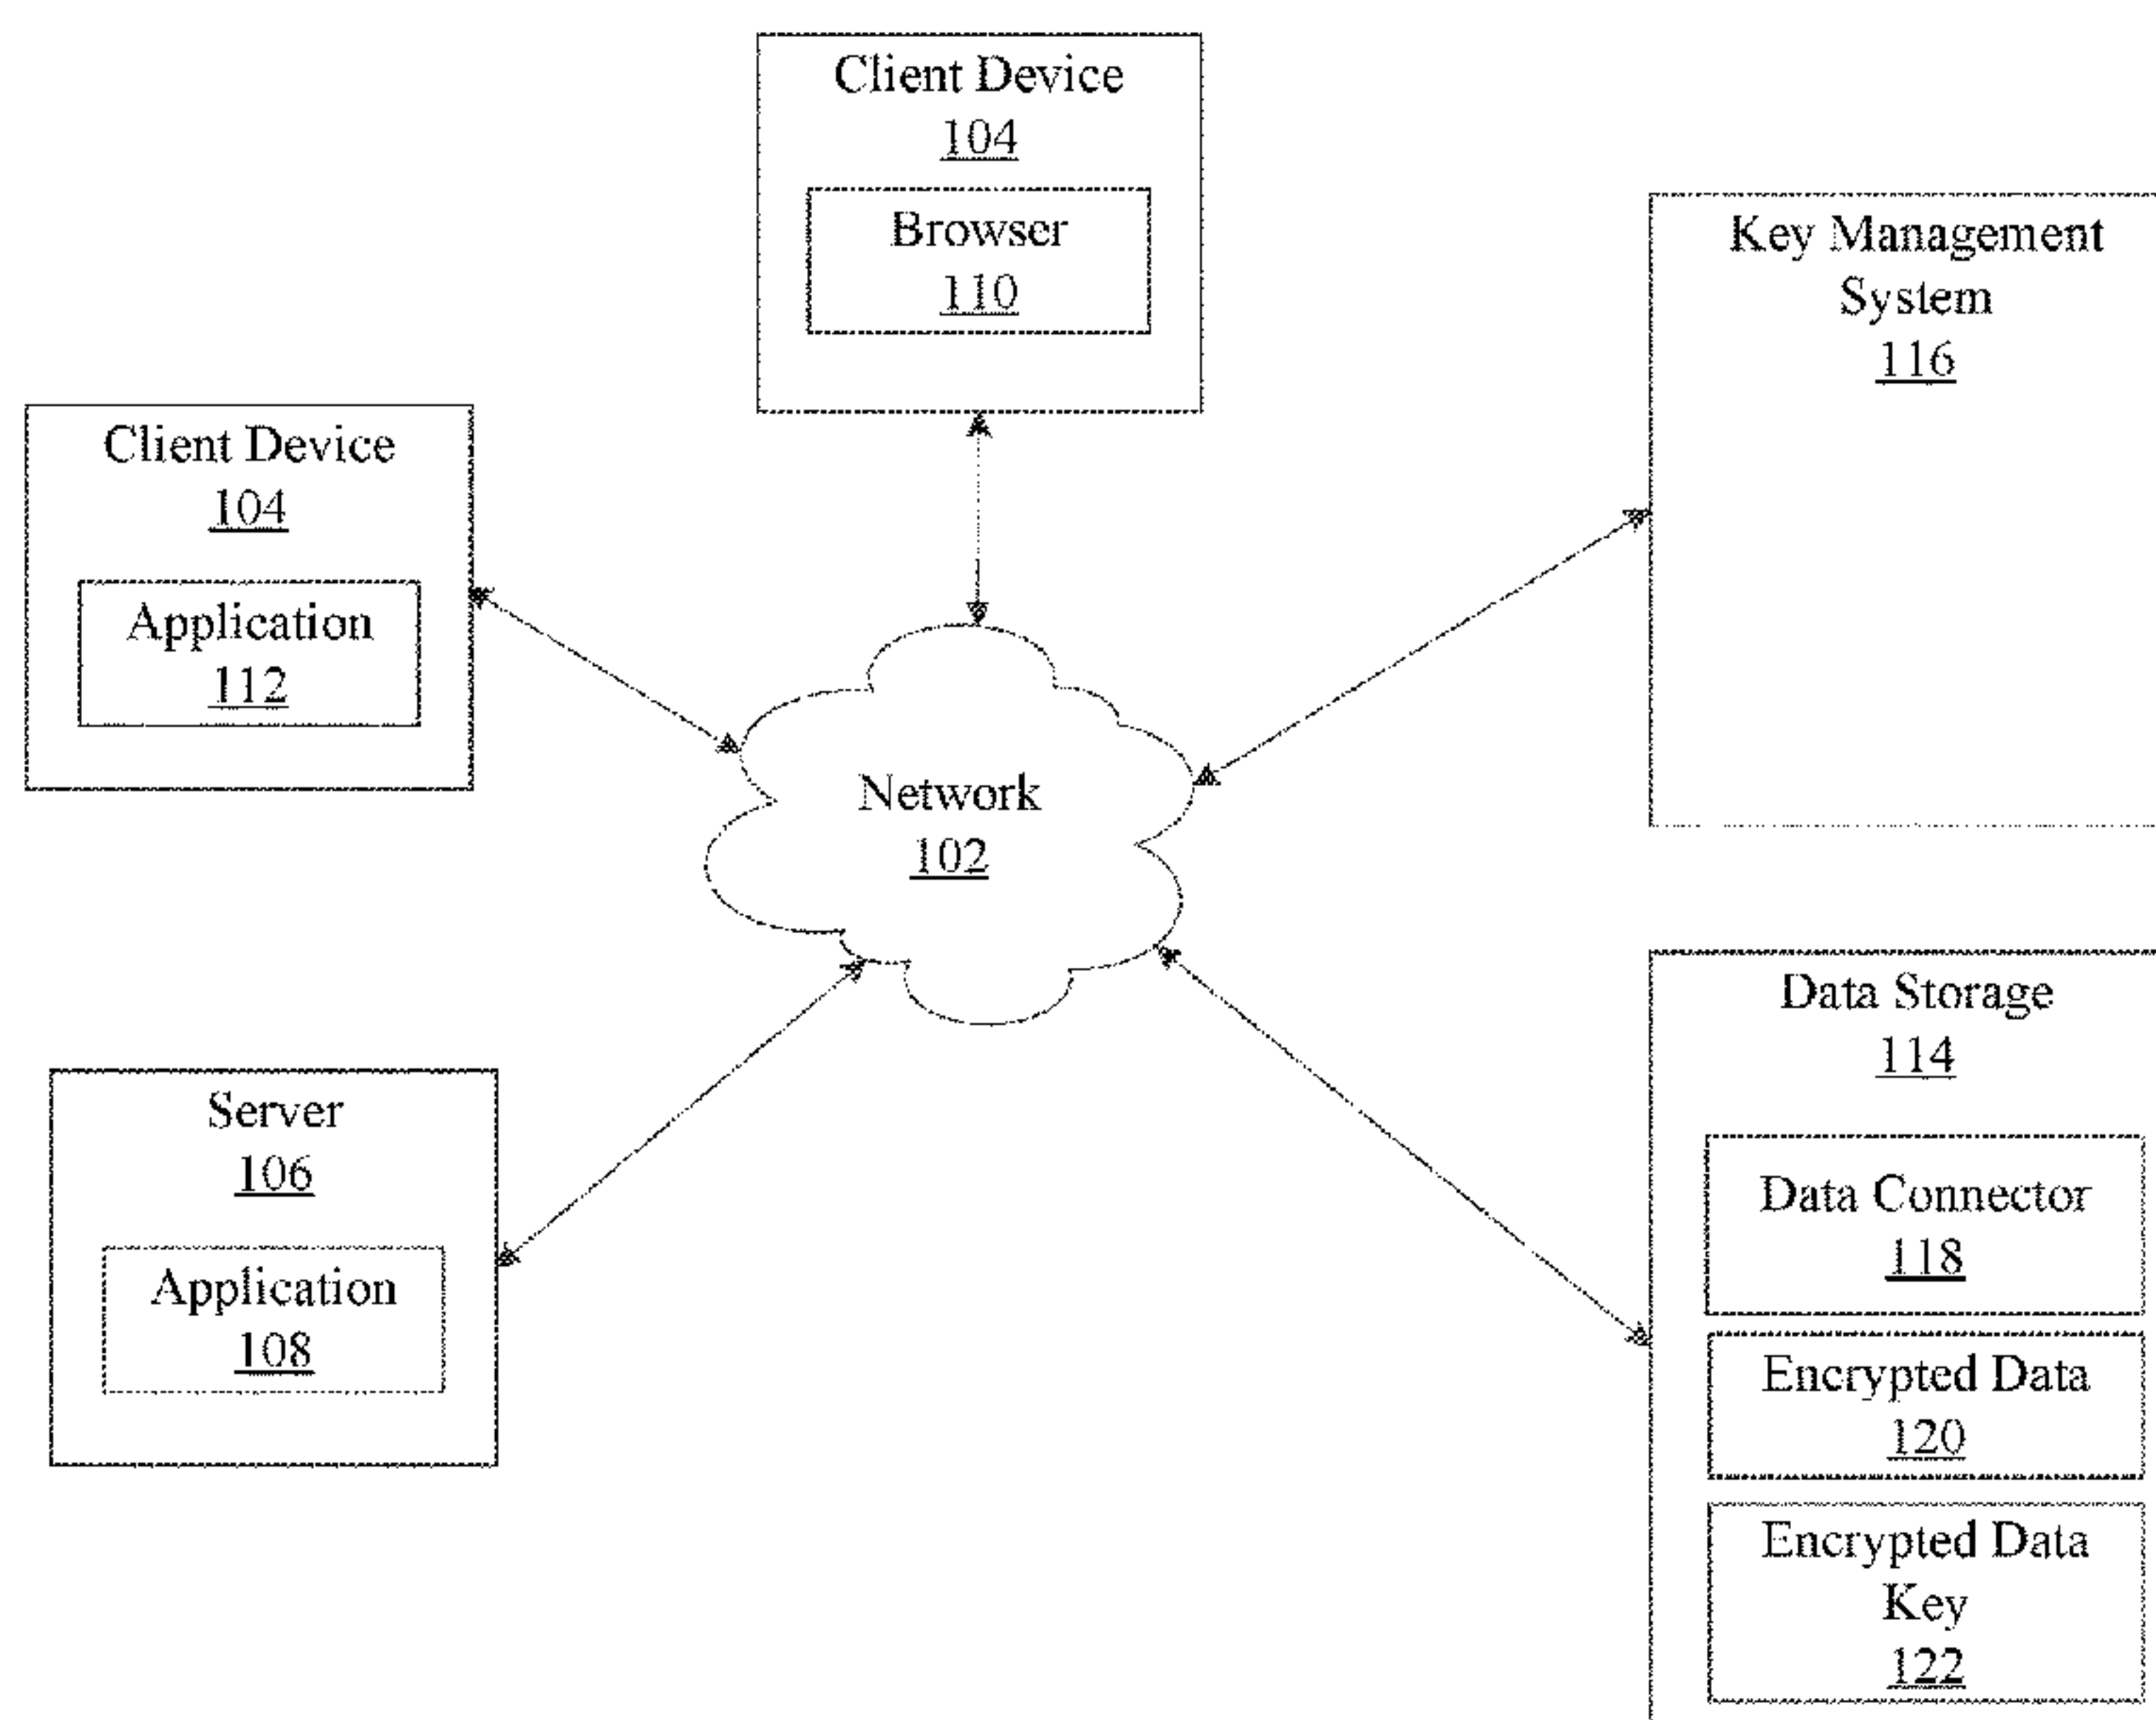 Client Device
104
Browser
110
Key Management
System
116
Client Device
104
Application
112
Network
102
Data Storage
114
Data Connector
118
Encrypted Data
120
Encrypted Data
Key
122
Server
106
Application
108